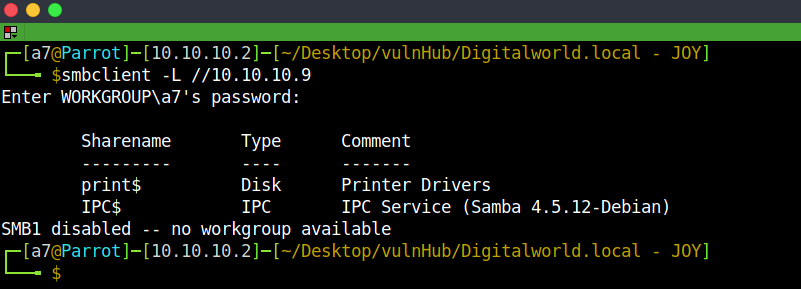 ┌─[a7@Parrot]─[10.10.10.2]─[~/Desktop/vulnHub/Digitalworld.local - JOY]
└──╼ $smbclient -L //10.10.10.9
Enter WORKGROUP\a7's password:
Sharename Type Comment
--------- ---- -------
print$ Disk Printer Drivers
IPC$ IPC IPC Service (Samba 4.5.12-Debian)
SMB1 disabled -- no workgroup available
┌─[a7@Parrot]─[10.10.10.2]─[~/Desktop/vulnHub/Digitalworld.local - JOY]
└──╼ $